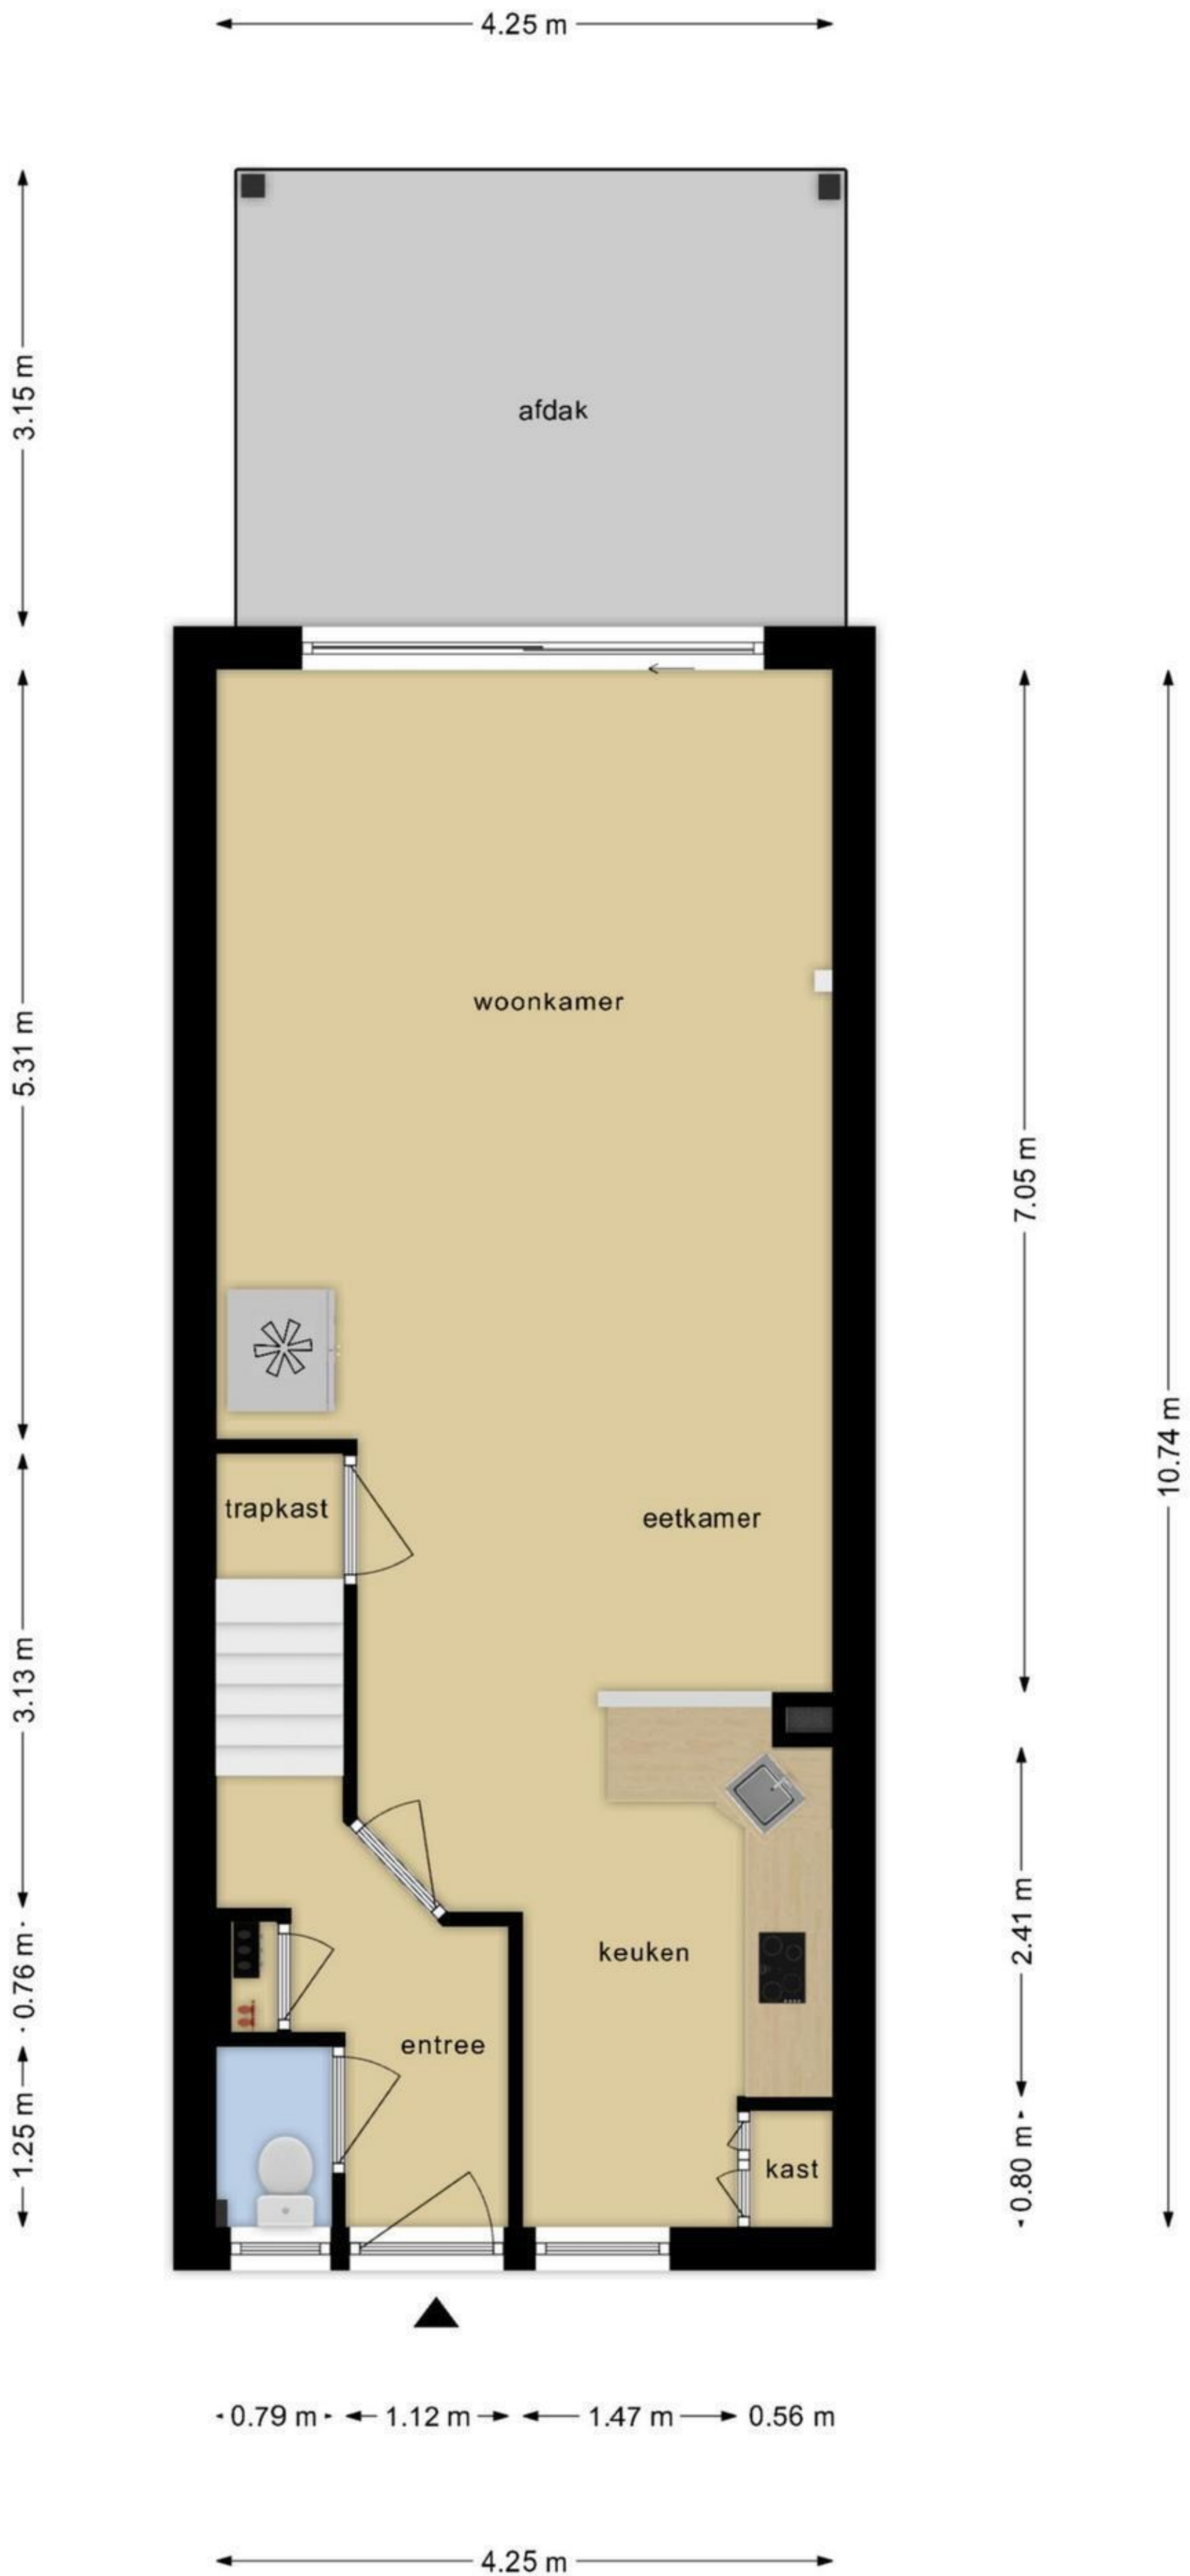 4.25 m
3.15 m
afdak
5.31 m
woonkamer
7.05 m
10.74 m
trapkast
eetkamer
3.13 m
2.41 m
keuken
0.76 m
entree
1.25 m
0.80 m
kast
0.79 m
1.12 m
1.47 m
0.56 m
4.25 m